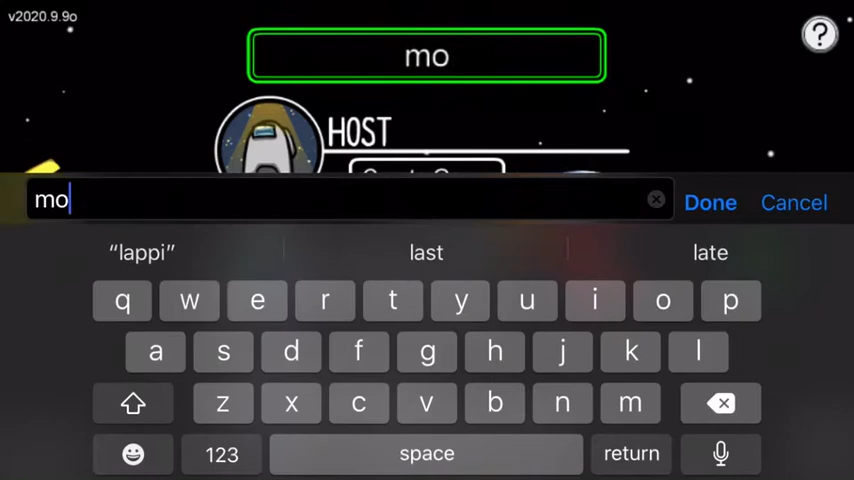 v2020.9.9o
?
mo
HOST
mo
Done Cancel
“lappi” last late
q w e r t y u i o p
a s d f g h j k l
z x c v b n m
123 space return